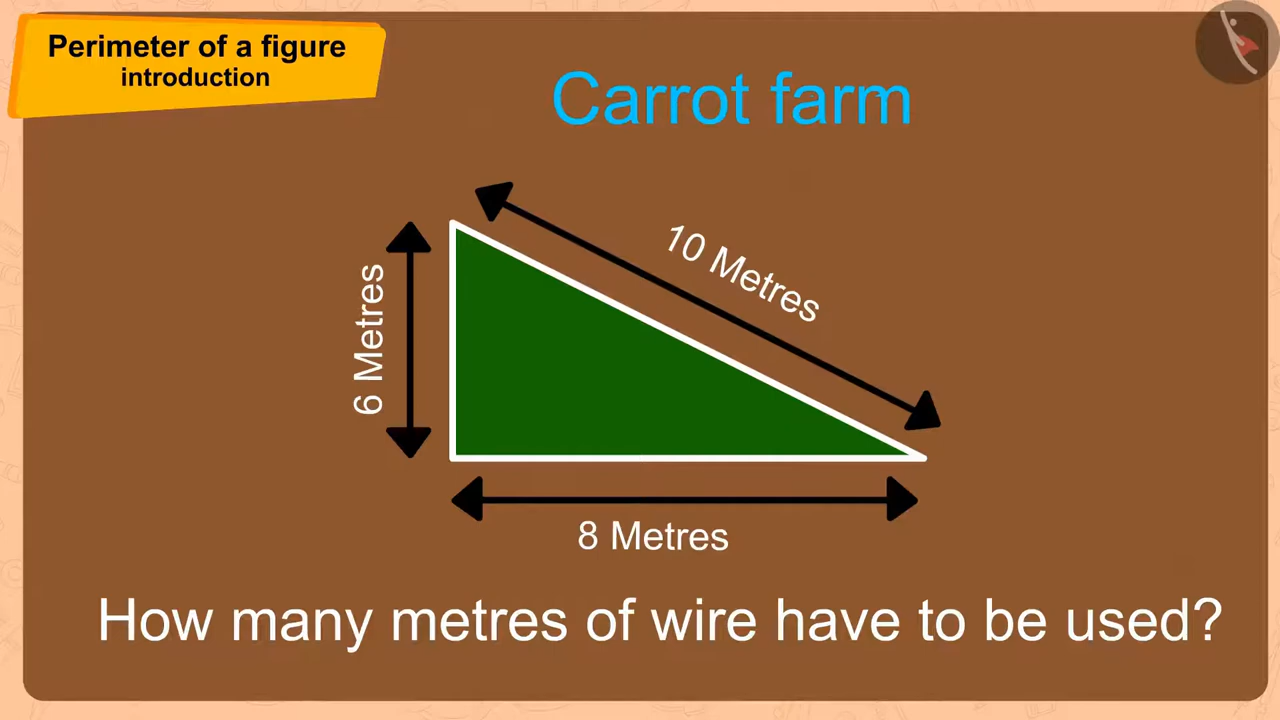 Perimeter of a figure
introduction
Carrot farm
10 Metres
6 Metres
8 Metres
How many metres of wire have to be used?